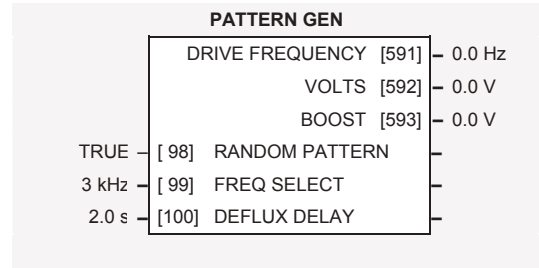 PATTERN GEN
DRIVE FREQUENCY [591] – 0.0 Hz
VOLTS [592] – 0.0 V
BOOST [593] – 0.0 V
TRUE – [ 98] RANDOM PATTERN –
3 kHz – [ 99] FREQ SELECT –
2.0 s – [100] DEFLUX DELAY –